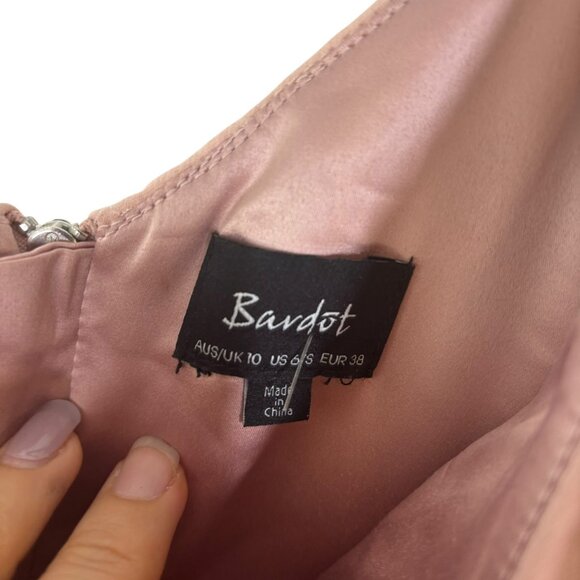 Bardot
AUS/UK 10 US 6/S EUR 38
Made
in
China